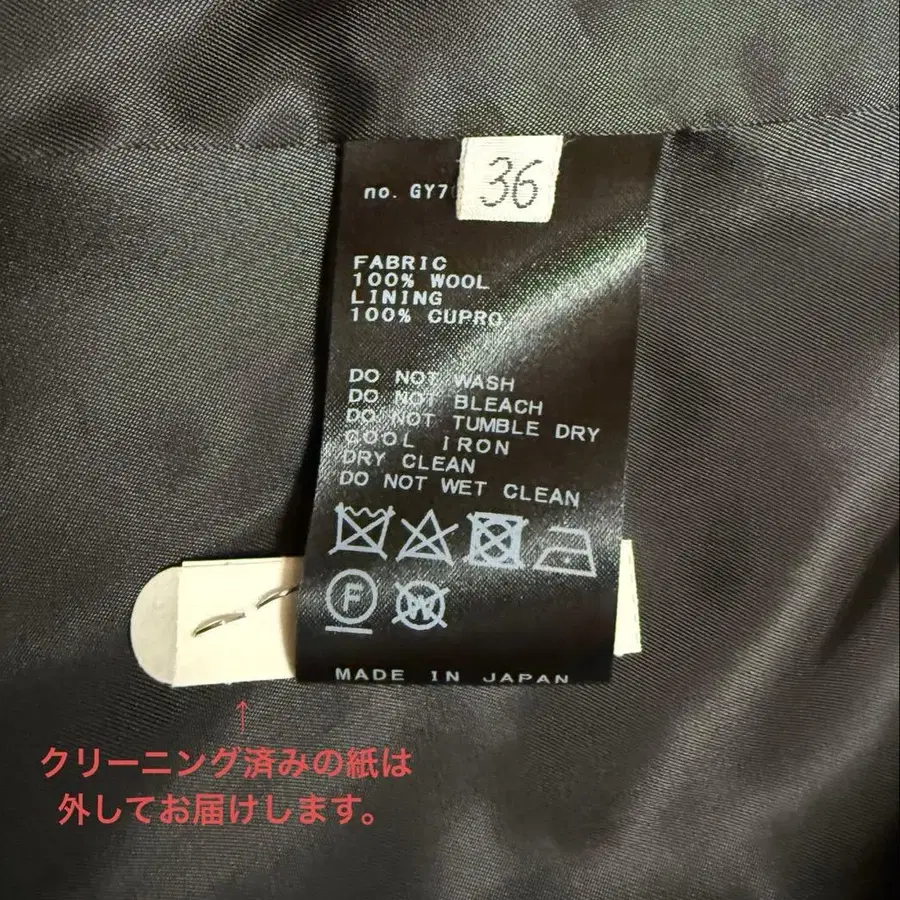 36
no. GY7
FABRIC
100% WOOL
LINING
100% CUPRO
DO NOT WASH
DO NOT BLEACH
DO NOT TUMBLE DRY
COOL IRON
DRY CLEAN
DO NOT WET CLEAN
F
W
MADE IN JAPAN
↑
クリーニング済みの紙は
外してお届けします。